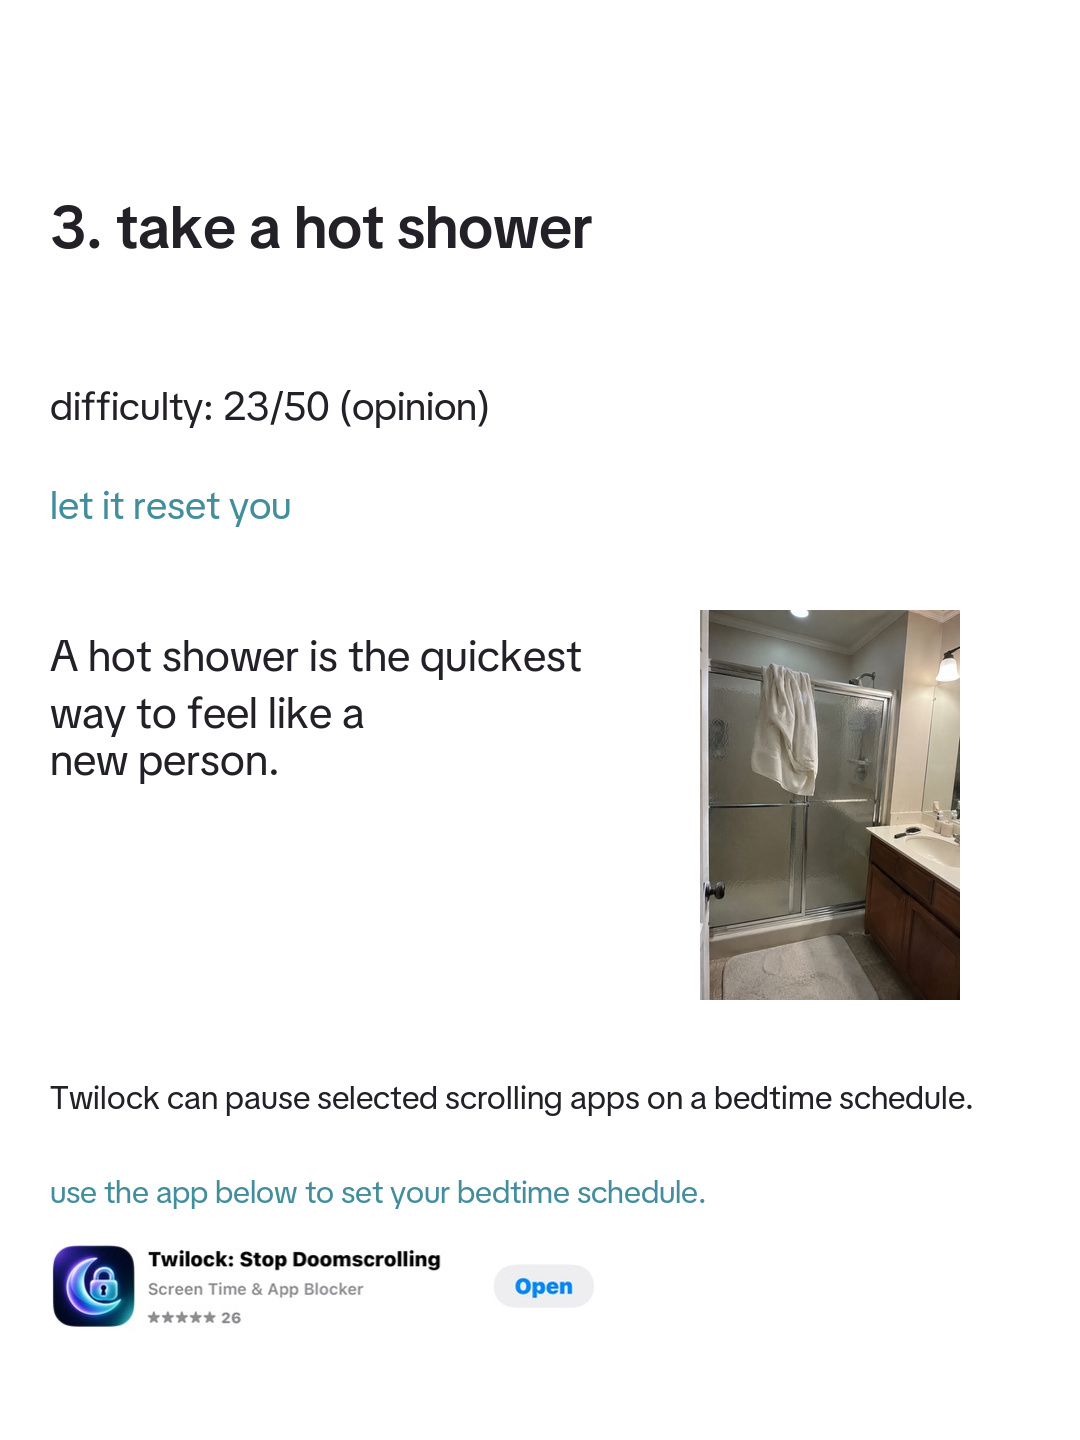 3. take a hot shower
difficulty: 23/50 (opinion)
let it reset you
A hot shower is the quickest
way to feel like a
new person.
Twilock can pause selected scrolling apps on a bedtime schedule.
use the app below to set your bedtime schedule.
Twilock: Stop Doomscrolling
Screen Time & App Blocker
★★★★★ 26
Open